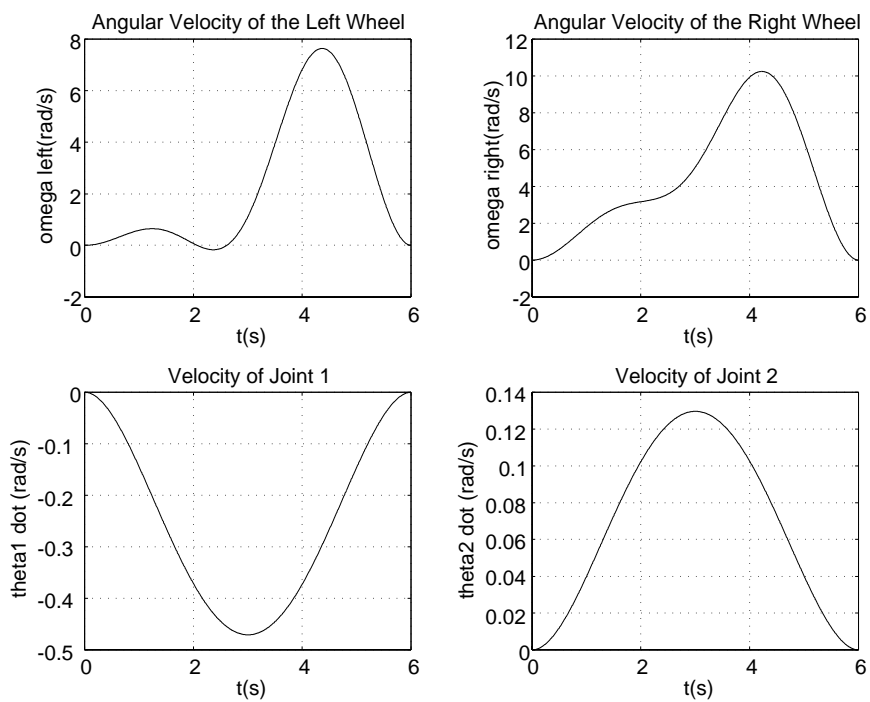 Angular Velocity of the Left Wheel
8
6
4
2
0
-2
0 2 4 6
omega left(rad/s)
t(s)
Angular Velocity of the Right Wheel
12
10
8
6
4
2
0
-2
0 2 4 6
omega right(rad/s)
t(s)
Velocity of Joint 1
0
-0.1
-0.2
-0.3
-0.4
-0.5
0 2 4 6
theta1 dot (rad/s)
t(s)
Velocity of Joint 2
0.14
0.12
0.1
0.08
0.06
0.04
0.02
0
0 2 4 6
theta2 dot (rad/s)
t(s)